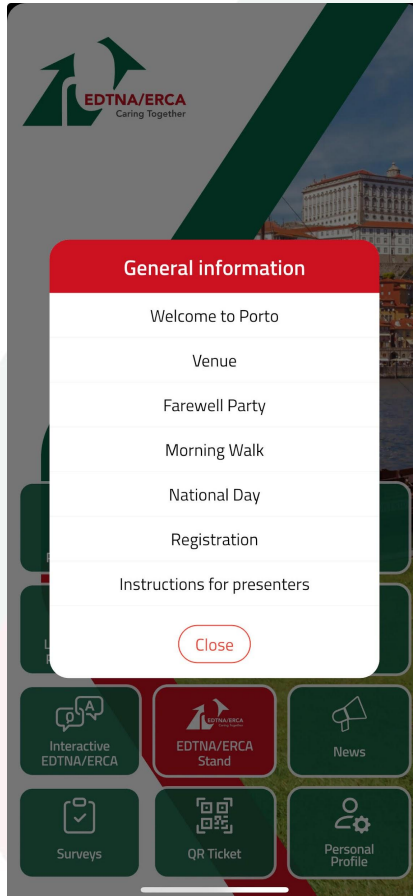 EDTNA/ERCA
Caring Together
General information
Welcome to Porto
Venue
Farewell Party
Morning Walk
National Day
Registration
Instructions for presenters
Close
Interactive
EDTNA/ERCA
EDTNA/ERCA
EDTNA/ERCA
Stand
News
Surveys
QR Ticket
Personal
Profile